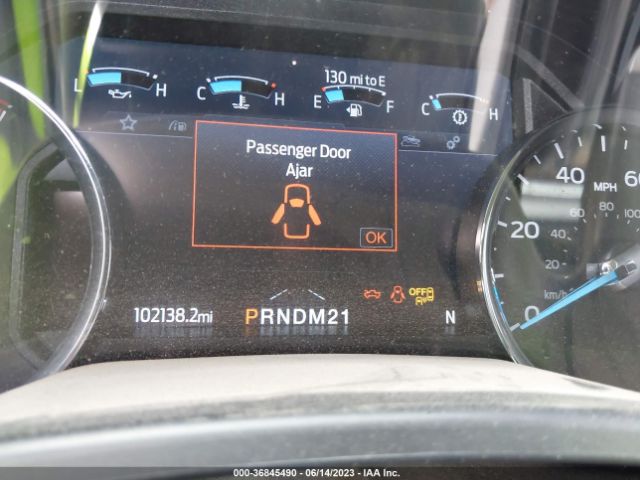 130 mi to E
L H C H E F C H
Passenger Door
Ajar
OK
OFF
102138.2mi PRNDM21 N
40 60
MPH
60 80 100
20 40
20
km/h
0
000-36845490 - 06/14/2023 - IAA Inc.